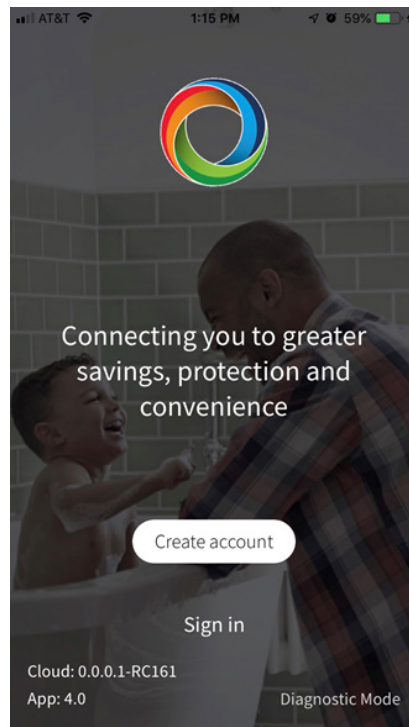 AT&T 1:15 PM 59%
Connecting you to greater
savings, protection and
convenience
Create account
Sign in
Cloud: 0.0.0.1-RC161
App: 4.0 Diagnostic Mode